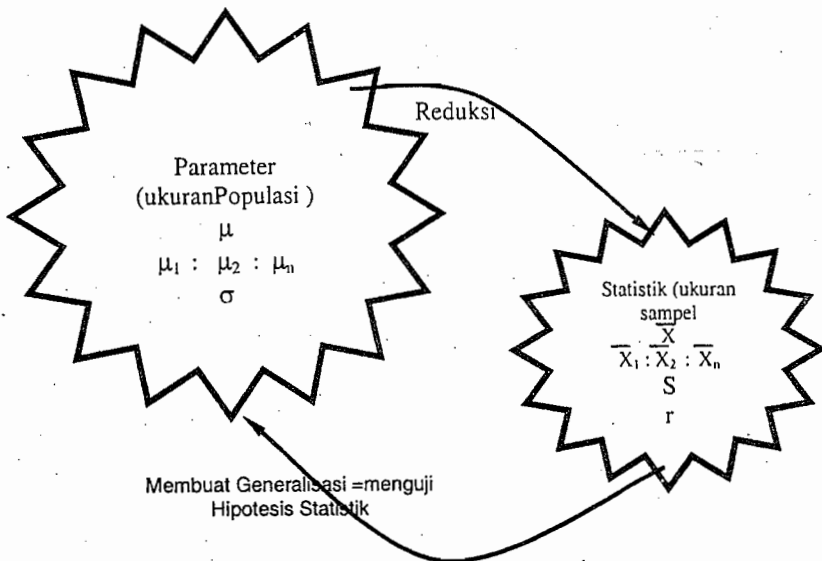 Reduksi
Parameter
(ukuranPopulasi )
μ
μ₁ : μ₂ : μₙ
σ
Statistik (ukuran
sampel
X̅
X̅₁ : X̅₂ : X̅ₙ
S
r
Membuat Generalisasi =menguji
Hipotesis Statistik